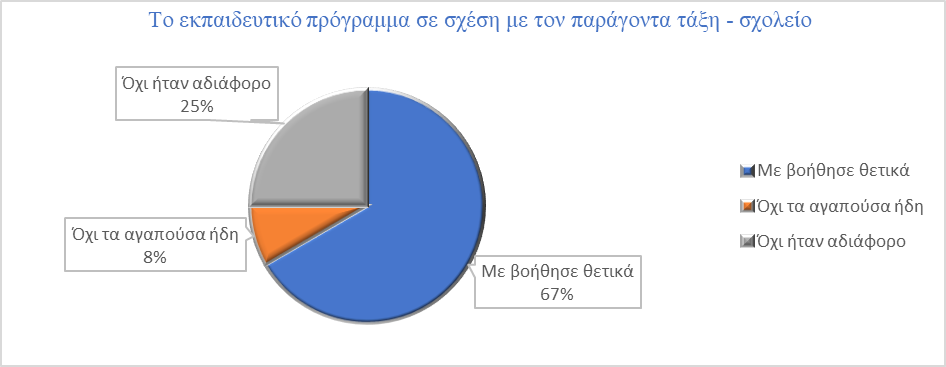 Το εκπαιδευτικό πρόγραμμα σε σχέση με τον παράγοντα τάξη - σχολείο
Όχι ήταν αδιάφορο
25%
Όχι τα αγαπούσα ήδη
8%
Με βοήθησε θετικά
67%
Με βοήθησε θετικά
Όχι τα αγαπούσα ήδη
Όχι ήταν αδιάφορο